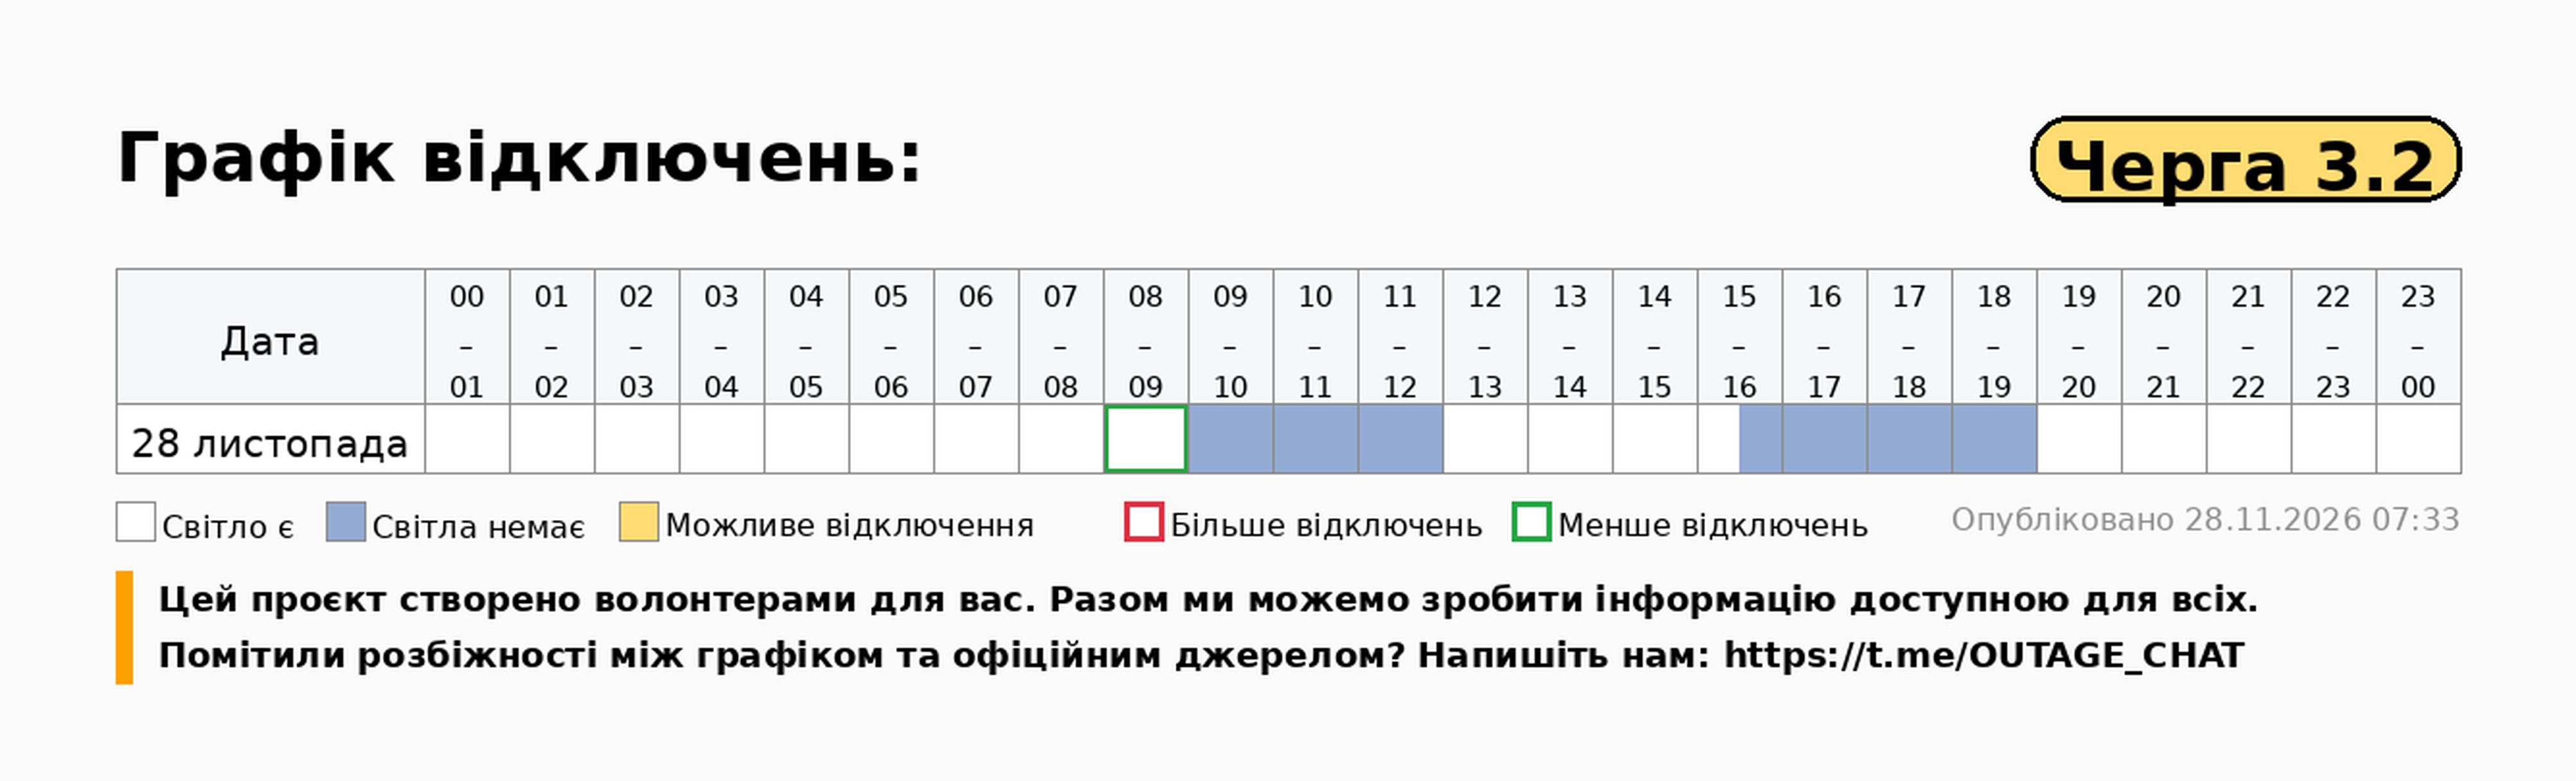 Графік відключень:
Черга 3.2
Дата
00 – 01
01 – 02
02 – 03
03 – 04
04 – 05
05 – 06
06 – 07
07 – 08
08 – 09
09 – 10
10 – 11
11 – 12
12 – 13
13 – 14
14 – 15
15 – 16
16 – 17
17 – 18
18 – 19
19 – 20
20 – 21
21 – 22
22 – 23
23 – 00
28 листопада
Світло є
Світла немає
Можливе відключення
Більше відключень
Менше відключень
Опубліковано 28.11.2026 07:33
Цей проєкт створено волонтерами для вас. Разом ми можемо зробити інформацію доступною для всіх.
Помітили розбіжності між графіком та офіційним джерелом? Напишіть нам: https://t.me/OUTAGE_CHAT